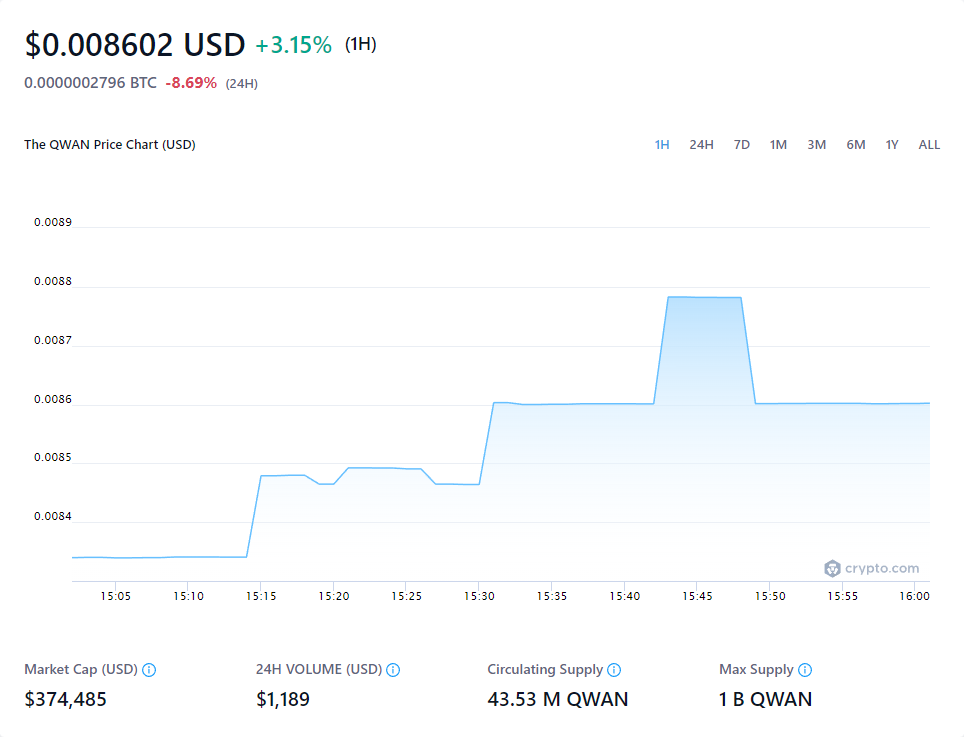 $0.008602 USD +3.15% (1H)
0.0000002796 BTC -8.69% (24H)
The QWAN Price Chart (USD) 1H 24H 7D 1M 3M 6M 1Y ALL
0.0089
0.0088
0.0087
0.0086
0.0085
0.0084
crypto.com
15:05 15:10 15:15 15:20 15:25 15:30 15:35 15:40 15:45 15:50 15:55 16:00
Market Cap (USD) 24H VOLUME (USD) Circulating Supply Max Supply
$374,485 $1,189 43.53 M QWAN 1 B QWAN